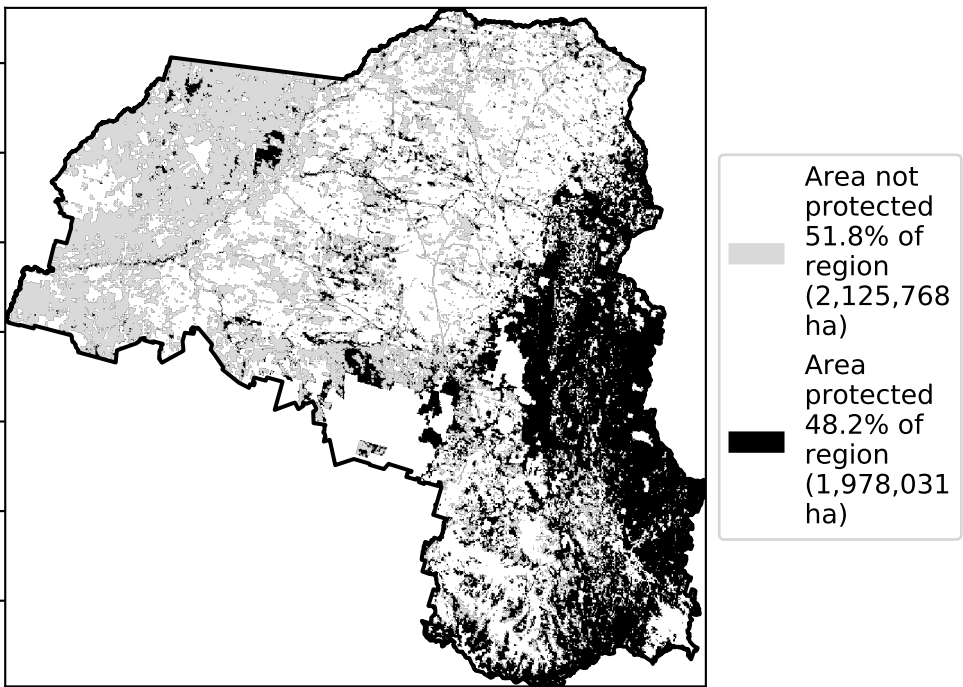 Area not
protected
51.8% of
region
(2,125,768
ha)
Area
protected
48.2% of
region
(1,978,031
ha)